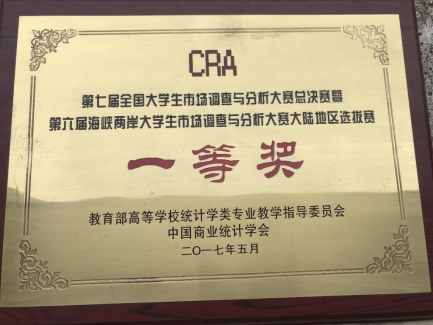 CRA
第七届全国大学生市场调查与分析大赛总决赛暨
第六届海峡两岸大学生市场调查与分析大赛大陆地区选拔赛
一等奖
教育部高等学校统计学类专业教学指导委员会
中国商业统计学会
二〇一七年五月